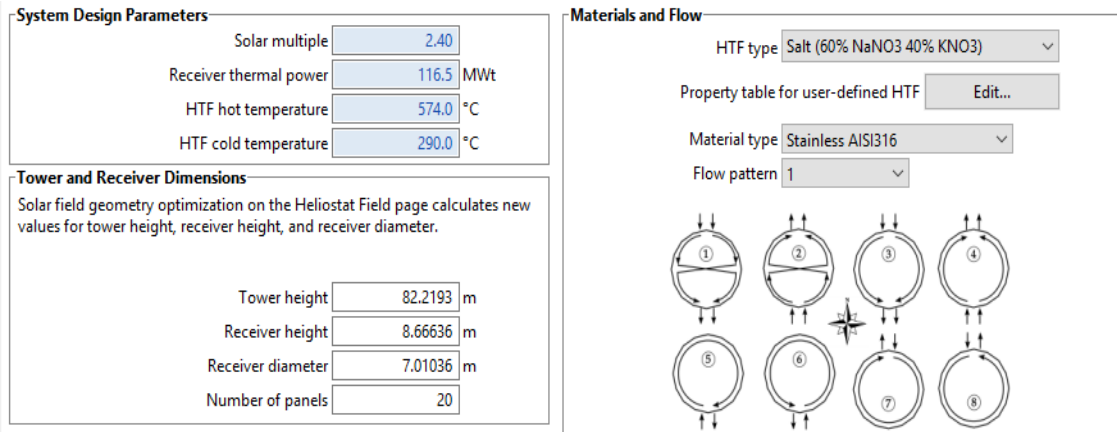 System Design Parameters
Solar multiple 2.40
Receiver thermal power 116.5 MWt
HTF hot temperature 574.0 °C
HTF cold temperature 290.0 °C
Tower and Receiver Dimensions
Solar field geometry optimization on the Heliostat Field page calculates new
values for tower height, receiver height, and receiver diameter.
Tower height 82.2193 m
Receiver height 8.66636 m
Receiver diameter 7.01036 m
Number of panels 20
Materials and Flow
HTF type Salt (60% NaNO3 40% KNO3)
Property table for user-defined HTF Edit...
Material type Stainless AISI316
Flow pattern 1
1 2 3 4
N
5 6 7 8